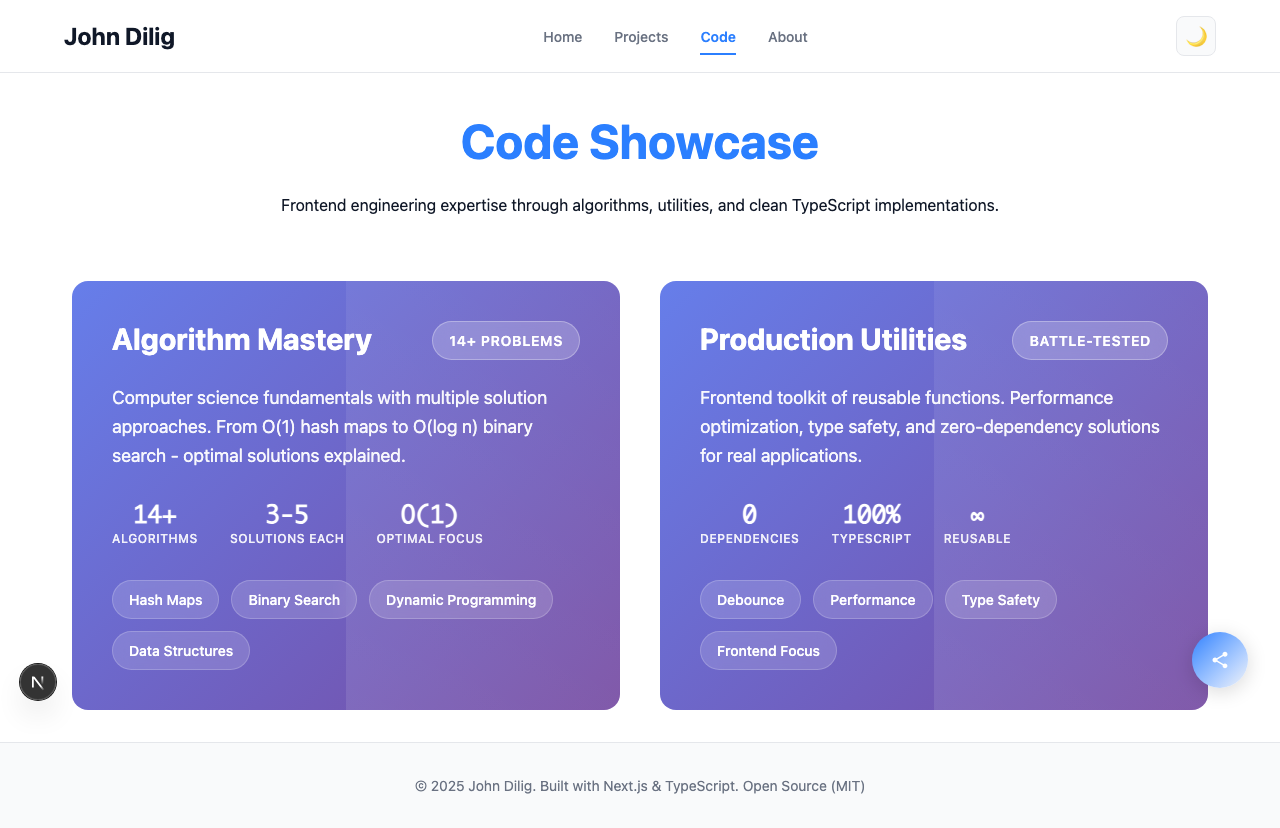 John Dilig
Home
Projects
Code
About
Code Showcase
Frontend engineering expertise through algorithms, utilities, and clean TypeScript implementations.
Algorithm Mastery
14+ PROBLEMS
Computer science fundamentals with multiple solution
approaches. From O(1) hash maps to O(log n) binary
search - optimal solutions explained.
14+
ALGORITHMS
3-5
SOLUTIONS EACH
O(1)
OPTIMAL FOCUS
Hash Maps
Binary Search
Dynamic Programming
Data Structures
Production Utilities
BATTLE-TESTED
Frontend toolkit of reusable functions. Performance
optimization, type safety, and zero-dependency solutions
for real applications.
0
DEPENDENCIES
100%
TYPESCRIPT
∞
REUSABLE
Debounce
Performance
Type Safety
Frontend Focus
N
© 2025 John Dilig. Built with Next.js & TypeScript. Open Source (MIT)